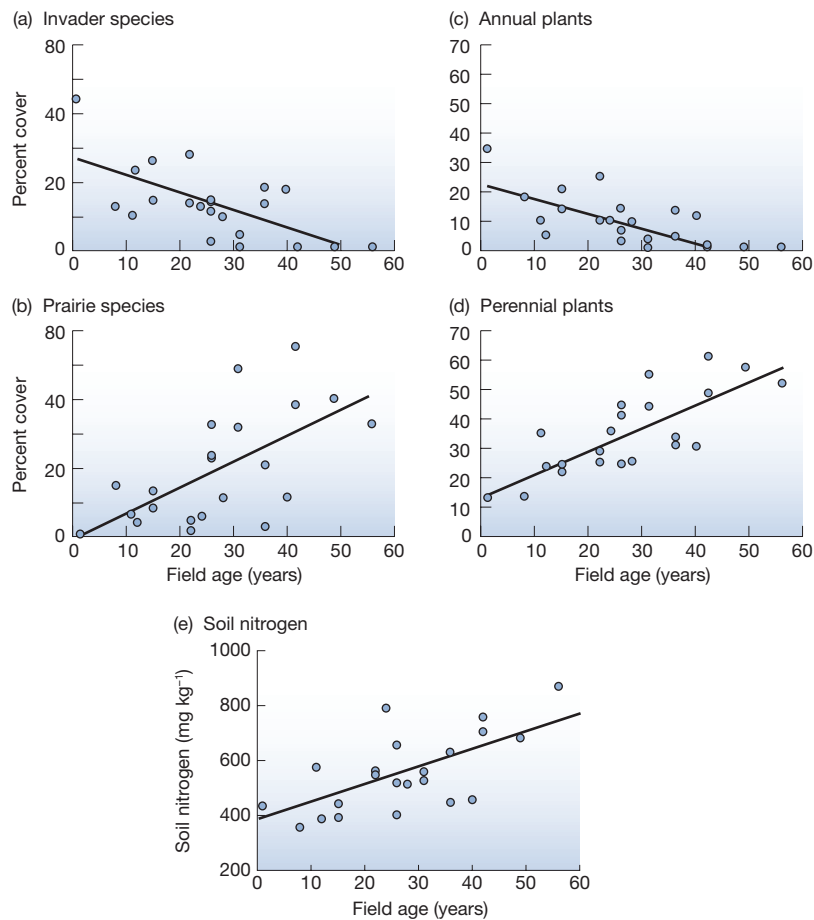 (a) Invader species
80
40
20
0
0 10 20 30 40 50 60
Percent cover
(c) Annual plants
70
60
50
40
30
20
10
0
0 10 20 30 40 50 60
(b) Prairie species
80
40
20
0
0 10 20 30 40 50 60
Percent cover
Field age (years)
(d) Perennial plants
70
60
50
40
30
20
10
0
0 10 20 30 40 50 60
Field age (years)
(e) Soil nitrogen
1000
800
600
400
200
0 10 20 30 40 50 60
Soil nitrogen (mg kg⁻¹)
Field age (years)